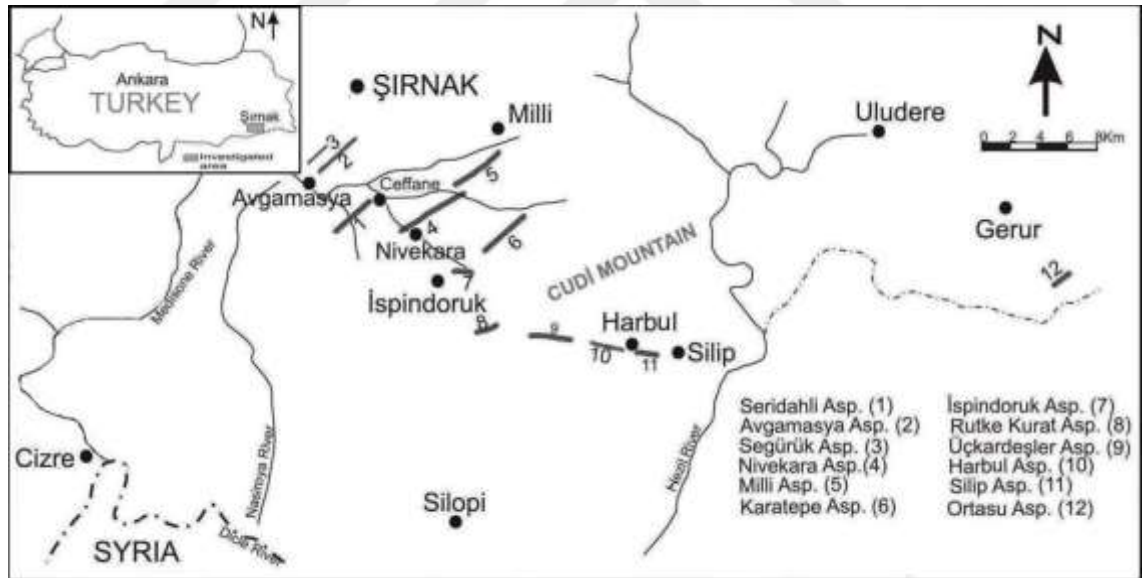 N
Ankara
TURKEY
Şırnak
Investigated
area
ŞIRNAK
Milli
N
Uludere
0 2 4 6 8Km
3
2
Avgamasya
Ceffane
5
1
4
Nivekara
6
Gerur
CUDİ MOUNTAIN
12
7
İspindoruk
8
9
Harbul
10
11
Silip
Medisone River
Nasiroya River
Hezil River
Cizre
Silopi
SYRIA
Dicle River
Seridahli Asp. (1)
Avgamasya Asp. (2)
Segürük Asp. (3)
Nivekara Asp.(4)
Milli Asp. (5)
Karatepe Asp. (6)
İspindoruk Asp. (7)
Rutke Kurat Asp. (8)
Üçkardeşler Asp. (9)
Harbul Asp. (10)
Silip Asp. (11)
Ortasu Asp. (12)